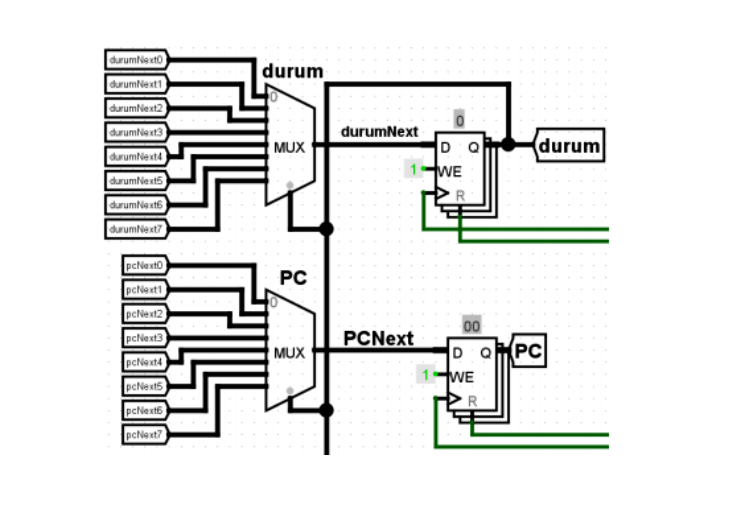 durumNext0
durumNext1
durumNext2
durumNext3
durumNext4
durumNext5
durumNext6
durumNext7
durum
0
MUX
durumNext
0
D Q
1 WE
R
durum
pcNext0
pcNext1
pcNext2
pcNext3
pcNext4
pcNext5
pcNext6
pcNext7
PC
0
MUX
PCNext
00
D Q
1 WE
R
PC